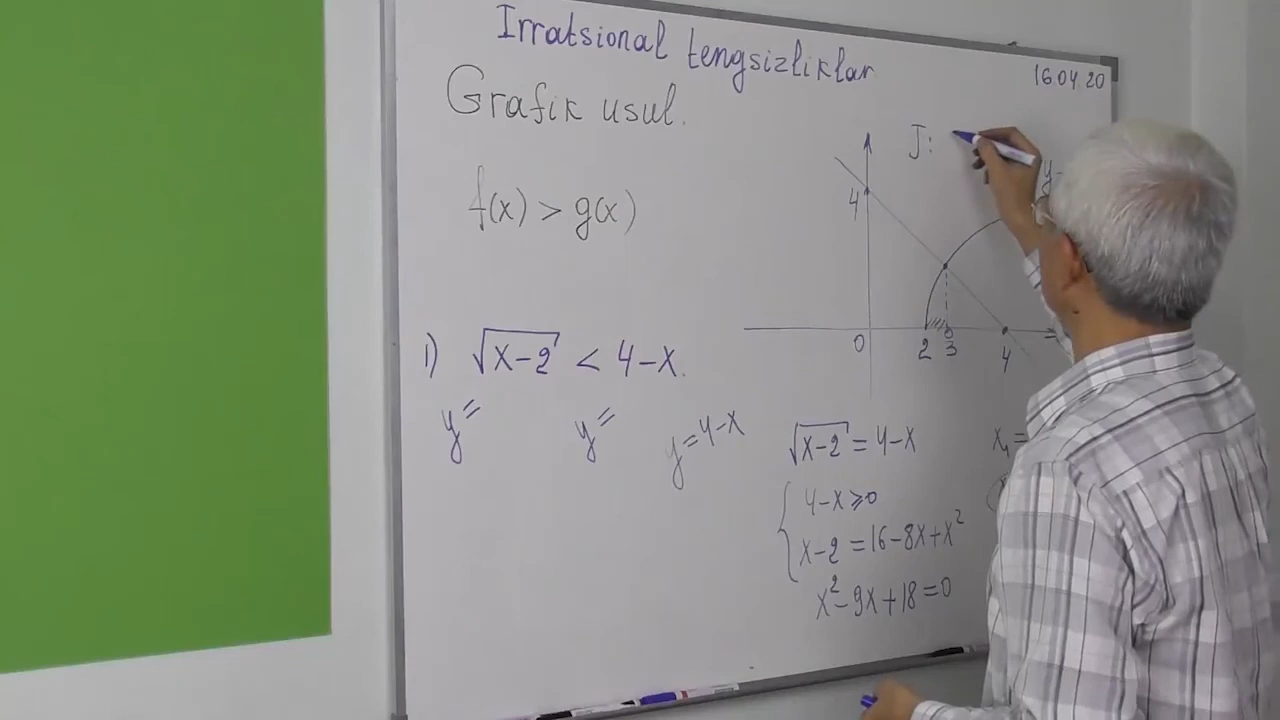 Irratsional tengsizliklar
16 04 20
Grafik usul.
J:
y-
4
f(x) > g(x)
0 2 3 4
1) √x-2 < 4-x.
y= y= y=4-x
√x-2 = 4-x
x₁=
4-x ⩾0
x-2 =16-8x+x²
x²-9x+18=0